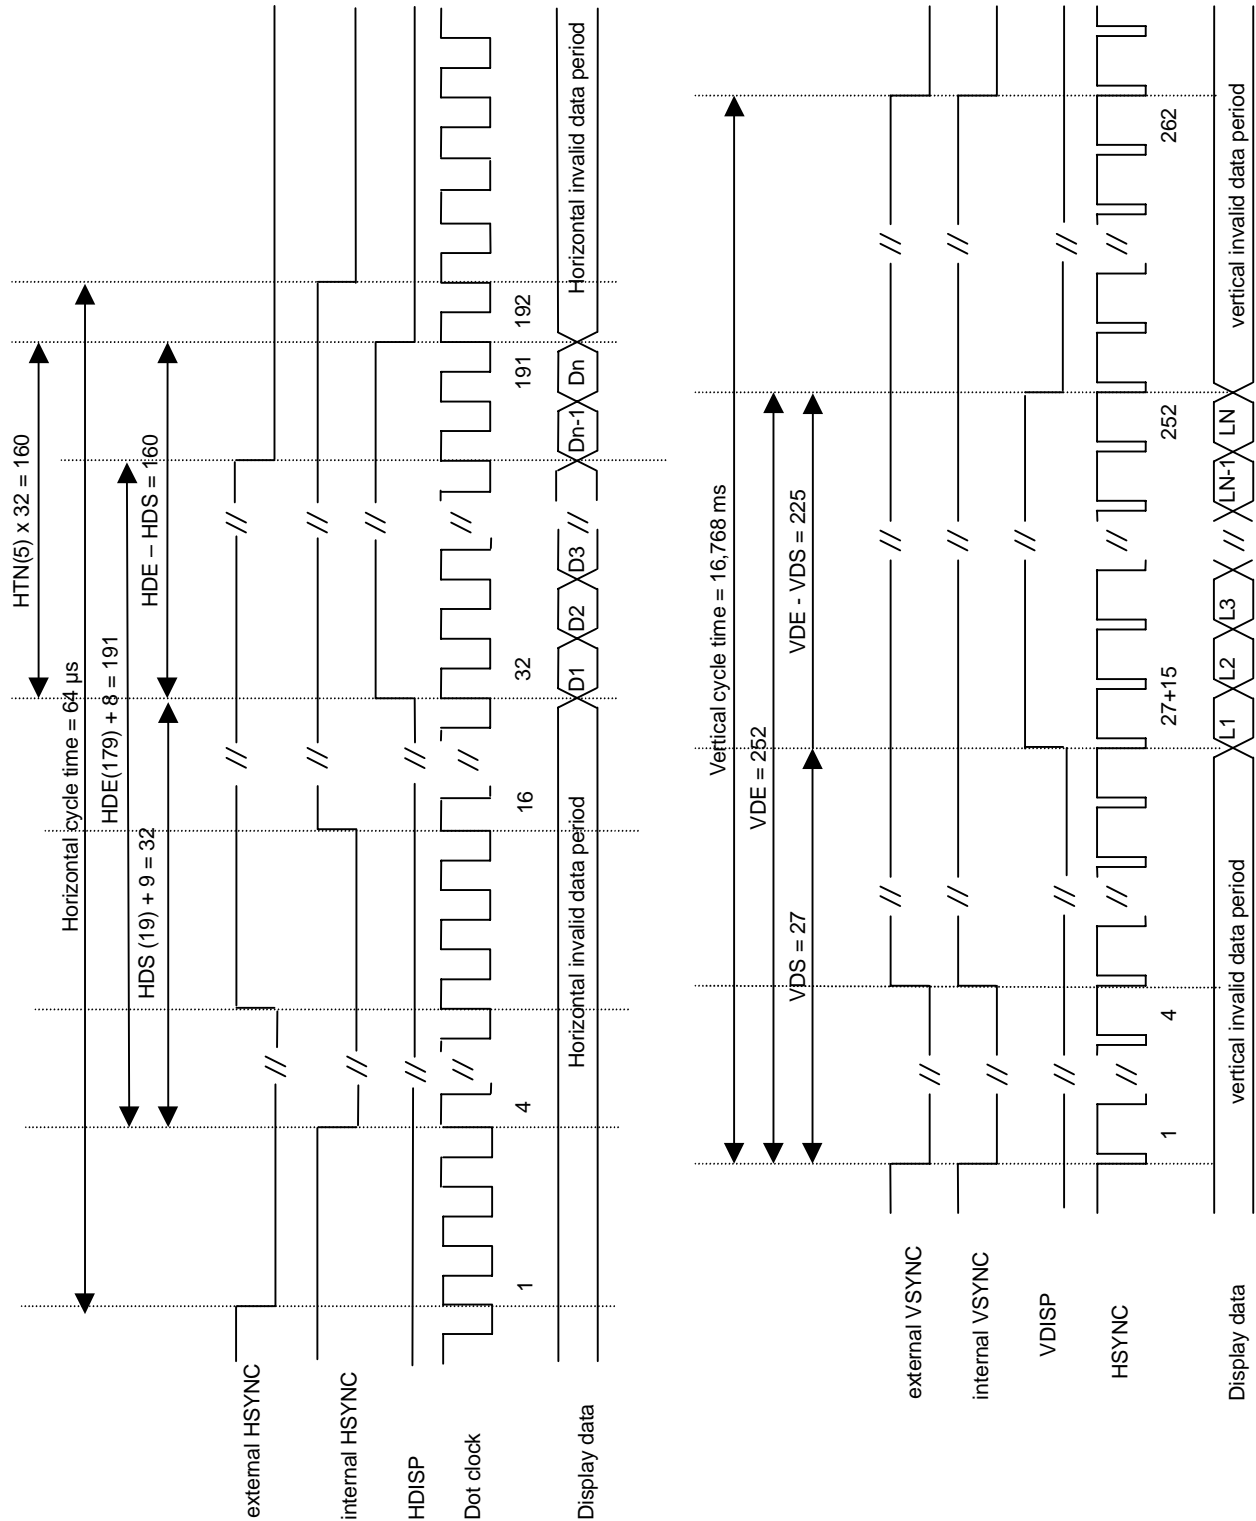 HTN(5) x 32 = 160
Horizontal cycle time = 64 µs
HDE(179) + 8 = 191
HDS (19) + 9 = 32
HDE – HDS = 160
external HSYNC
internal HSYNC
HDISP
Dot clock
1
4
16
32
191
192
Display data
Horizontal invalid data period
D1
D2
D3
Dn-1
Dn
Horizontal invalid data period
Vertical cycle time = 16,768 ms
VDE = 252
VDS = 27
VDE - VDS = 225
external VSYNC
internal VSYNC
VDISP
HSYNC
1
4
27+15
252
262
Display data
vertical invalid data period
L1
L2
L3
LN-1
LN
vertical invalid data period